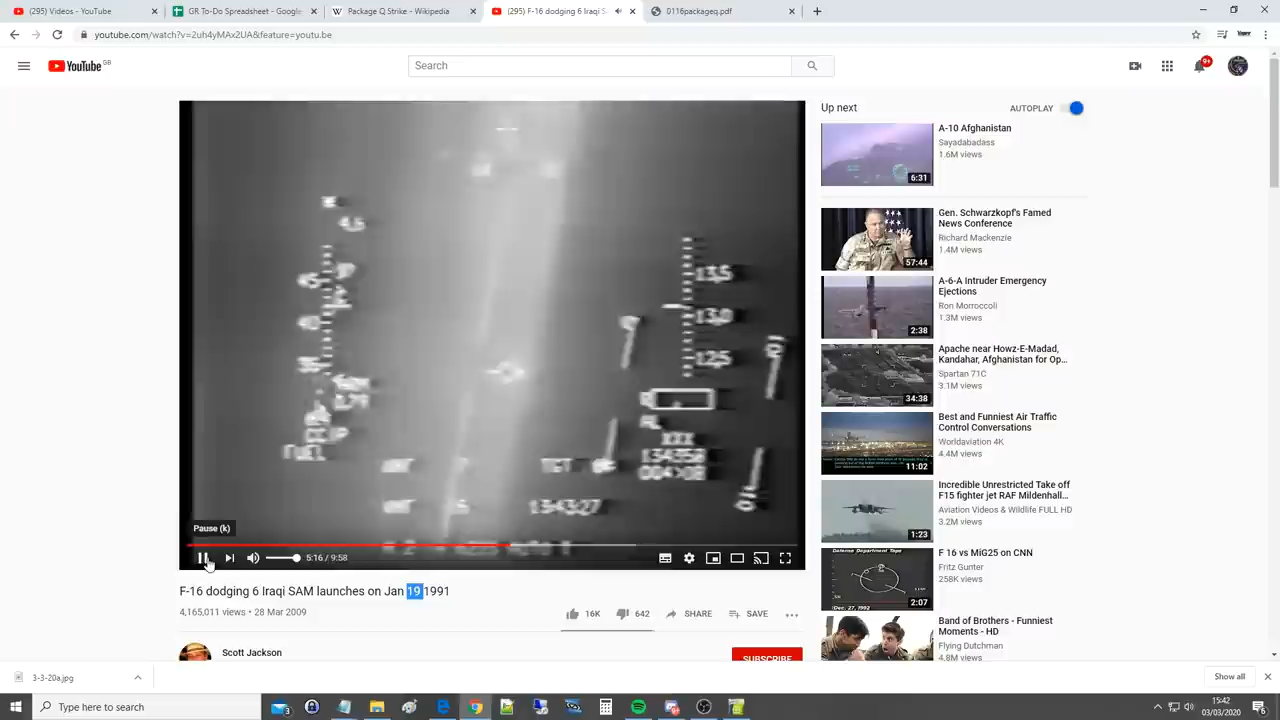 (295) Videos - YouTube
GR To-Do Spreadsheet - Google
Package Q Strike - Wikipedia
(295) F-16 dodging 6 Iraqi S
0116packageq.pdf
youtube.com/watch?v=2uh4yMAx2UA&feature=youtu.be
YouTube GB
Search
9+
Up next
AUTOPLAY
A-10 Afghanistan
Sayadabadass
1.6M views
6:31
Gen. Schwarzkopf's Famed
News Conference
Richard Mackenzie
1.4M views
57:44
A-6-A Intruder Emergency
Ejections
Ron Morroccoli
1.3M views
2:38
Apache near Howz-E-Madad,
Kandahar, Afghanistan for Op...
Spartan 71C
3.1M views
34:38
Best and Funniest Air Traffic
Control Conversations
Worldaviation 4K
4.4M views
11:02
Incredible Unrestricted Take off
F15 fighter jet RAF Mildenhall...
Aviation Videos & Wildlife FULL HD
3.2M views
1:23
F 16 vs MiG25 on CNN
Fritz Gunter
258K views
Defense Department Tape
Dec. 27, 1992
2:07
Band of Brothers - Funniest
Moments - HD
Flying Dutchman
4.8M views
135
130
125
Pause (k)
5:16 / 9:58
F-16 dodging 6 Iraqi SAM launches on Jan 19 1991
4,165,011 views • 28 Mar 2009
16K
642
SHARE
SAVE
Scott Jackson
SUBSCRIBE
3-3-20a.jpg
Show all
Type here to search
15:42
03/03/2020